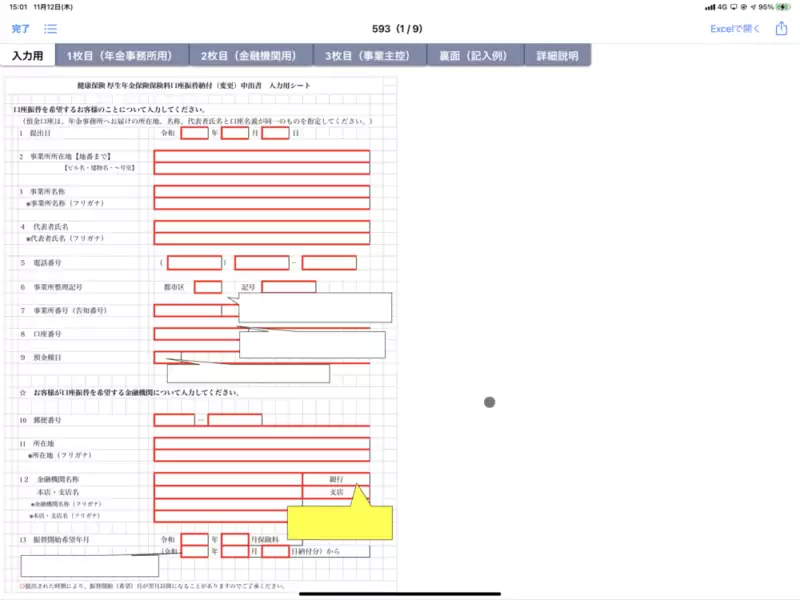 15:01 11月12日(木)
4G 95%
完了
593（1 / 9）
Excelで開く
入力用 1枚目（年金事務所用） 2枚目（金融機関用） 3枚目（事業主控） 裏面（記入例） 詳細説明
健康保険 厚生年金保険保険料口座振替納付（変更）申出書 入力用シート
口座振替を希望するお客様のことについて入力してください。
（預金口座は、年金事務所へお届けの所在地、名称、代表者氏名と口座名義が同一のものを指定してください。）
1 提出日 令和 年 月 日
2 事業所所在地【地番まで】
【ビル名・建物名・～号室】
3 事業所名称
※事業所名称（フリガナ）
4 代表者氏名
※代表者氏名（フリガナ）
5 電話番号 （ ） －
6 事業所整理記号 都市区 記号
7 事業所番号（告知番号）
8 口座番号
9 預金種目
☆ お客様が口座振替を希望する金融機関について入力してください。
10 郵便番号 －
11 所在地
※所在地（フリガナ）
12 金融機関名称 銀行
本店・支店名 支店
※金融機関名称（フリガナ）
※本店・支店名（フリガナ）
13 振替開始希望年月 令和 年 月保険料
（令和 年 月 日納付分）から
□提出された時期により、振替開始（希望）月が翌月以降になることがありますのでご了承ください。